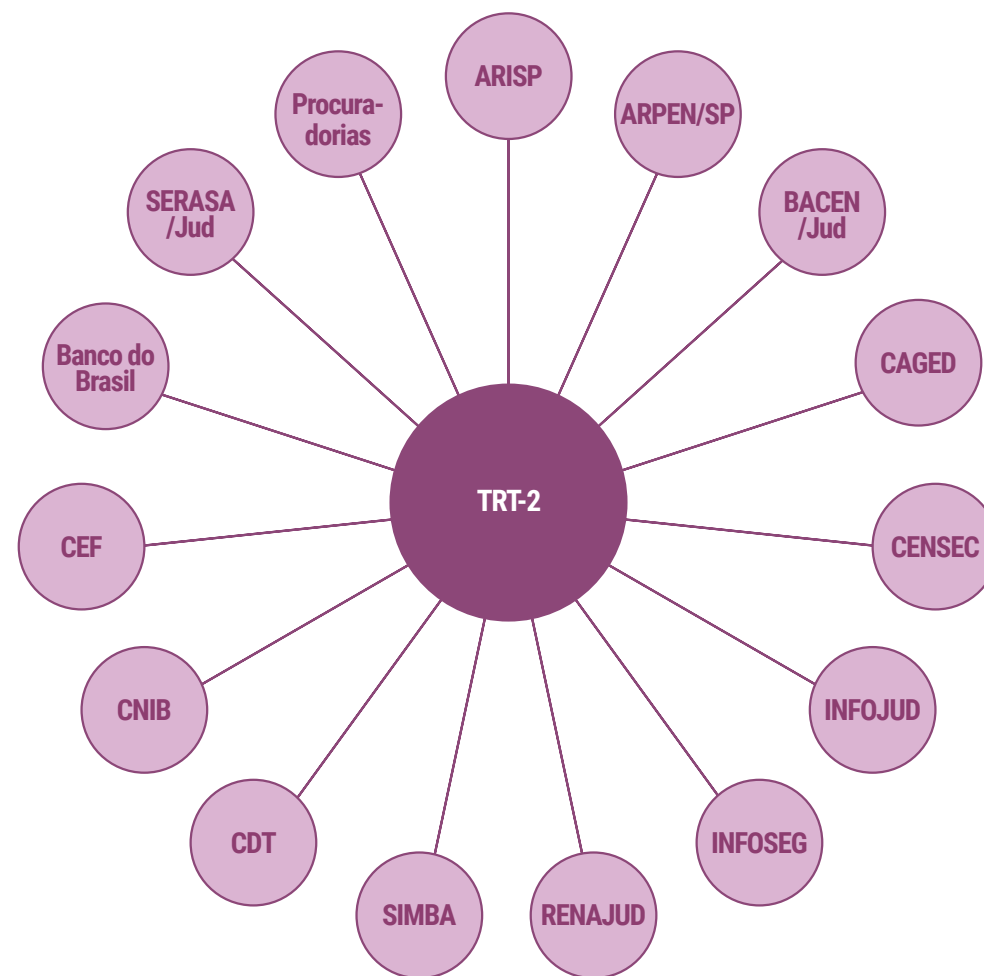 ARISP
ARPEN/SP
BACEN
/Jud
CAGED
CENSEC
INFOJUD
INFOSEG
RENAJUD
SIMBA
CDT
CNIB
CEF
Banco do
Brasil
SERASA
/Jud
Procura-
dorias
TRT-2